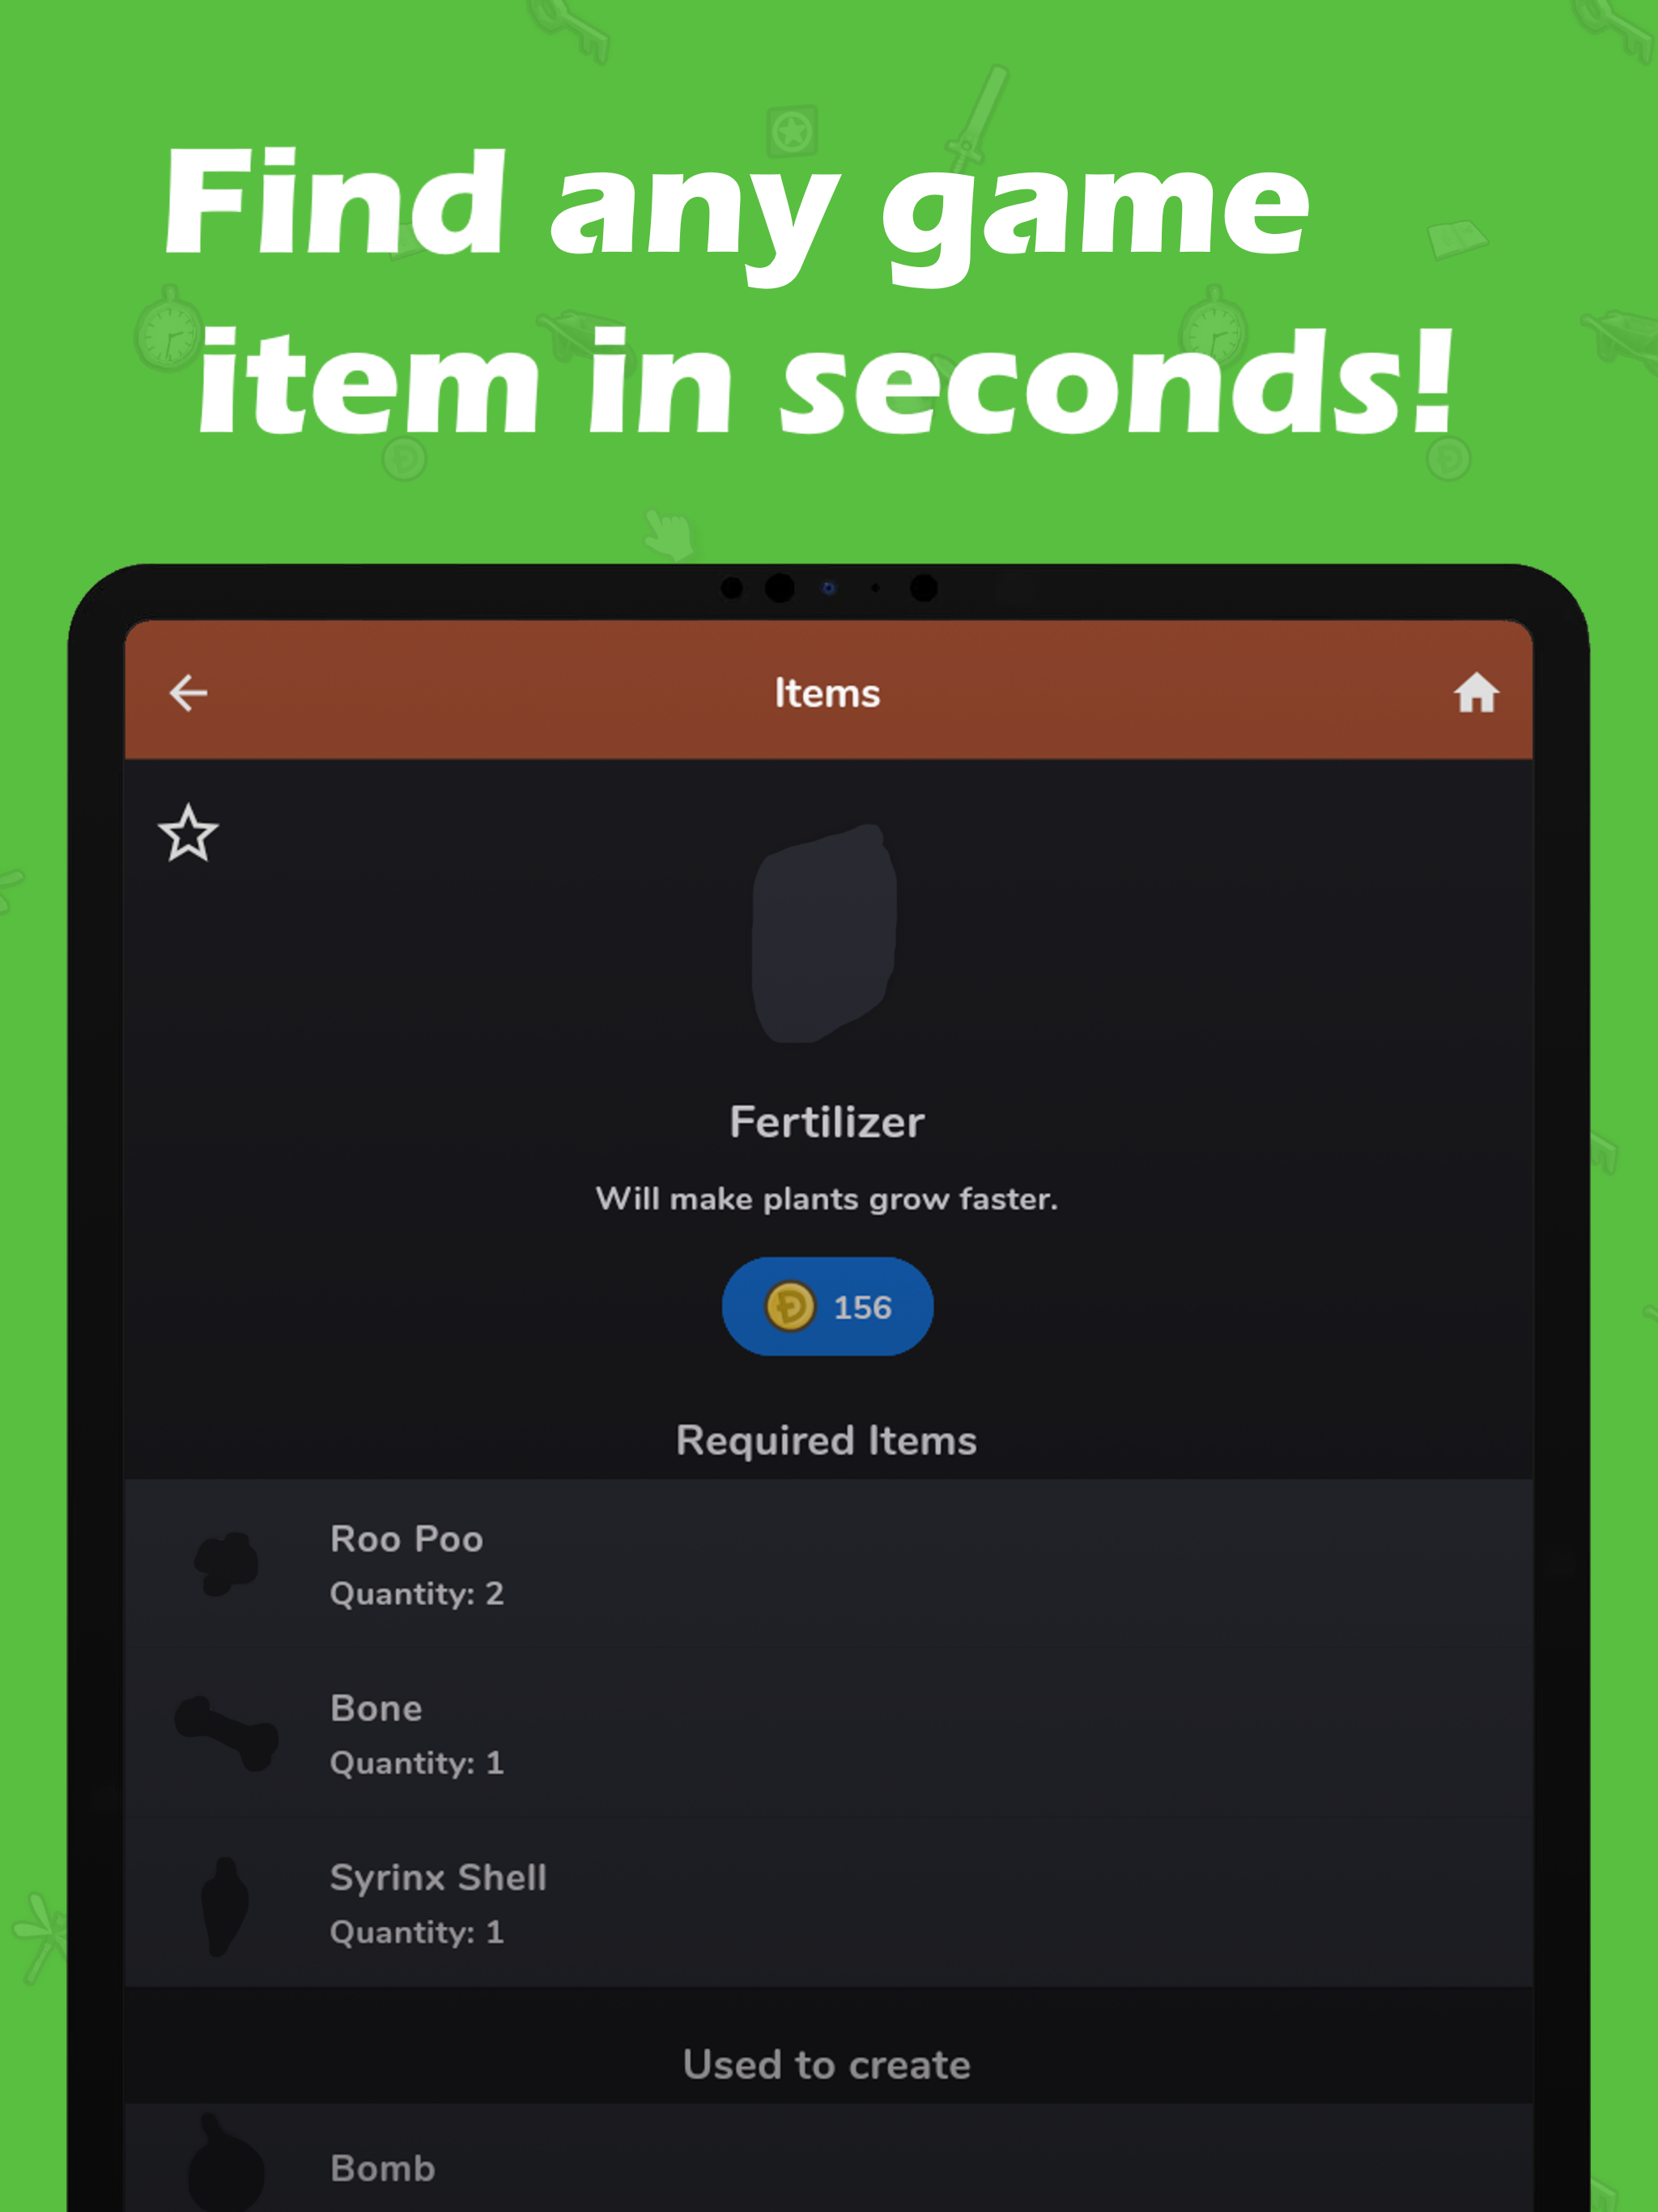 Find any game
item in seconds!
Items
Fertilizer
Will make plants grow faster.
156
Required Items
Roo Poo
Quantity: 2
Bone
Quantity: 1
Syrinx Shell
Quantity: 1
Used to create
Bomb